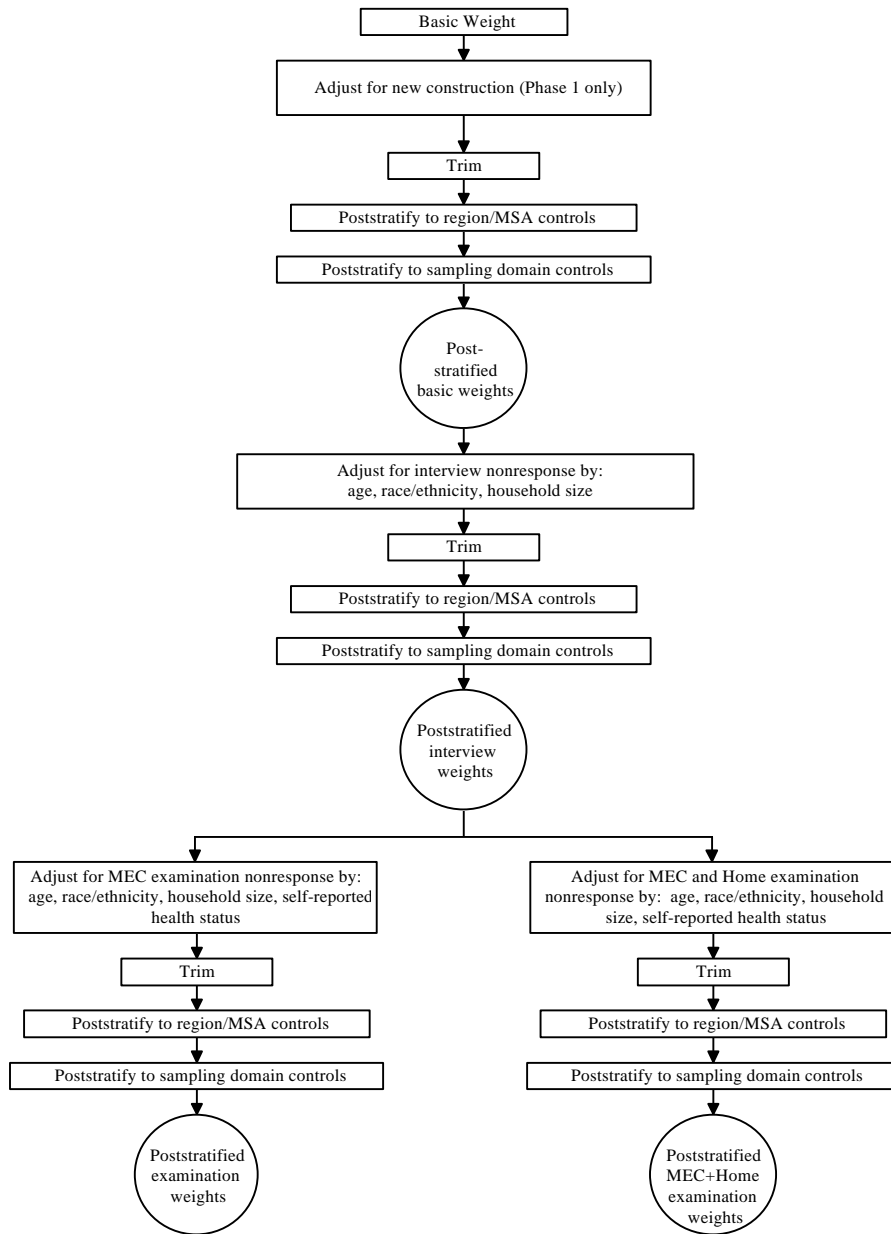 Basic Weight
Adjust for new construction (Phase 1 only)
Trim
Poststratify to region/MSA controls
Poststratify to sampling domain controls
Post-
stratified
basic weights
Adjust for interview nonresponse by:
age, race/ethnicity, household size
Trim
Poststratify to region/MSA controls
Poststratify to sampling domain controls
Poststratified
interview
weights
Adjust for MEC examination nonresponse by:
age, race/ethnicity, household size, self-reported
health status
Trim
Poststratify to region/MSA controls
Poststratify to sampling domain controls
Poststratified
examination
weights
Adjust for MEC and Home examination
nonresponse by: age, race/ethnicity, household
size, self-reported health status
Trim
Poststratify to region/MSA controls
Poststratify to sampling domain controls
Poststratified
MEC+Home
examination
weights